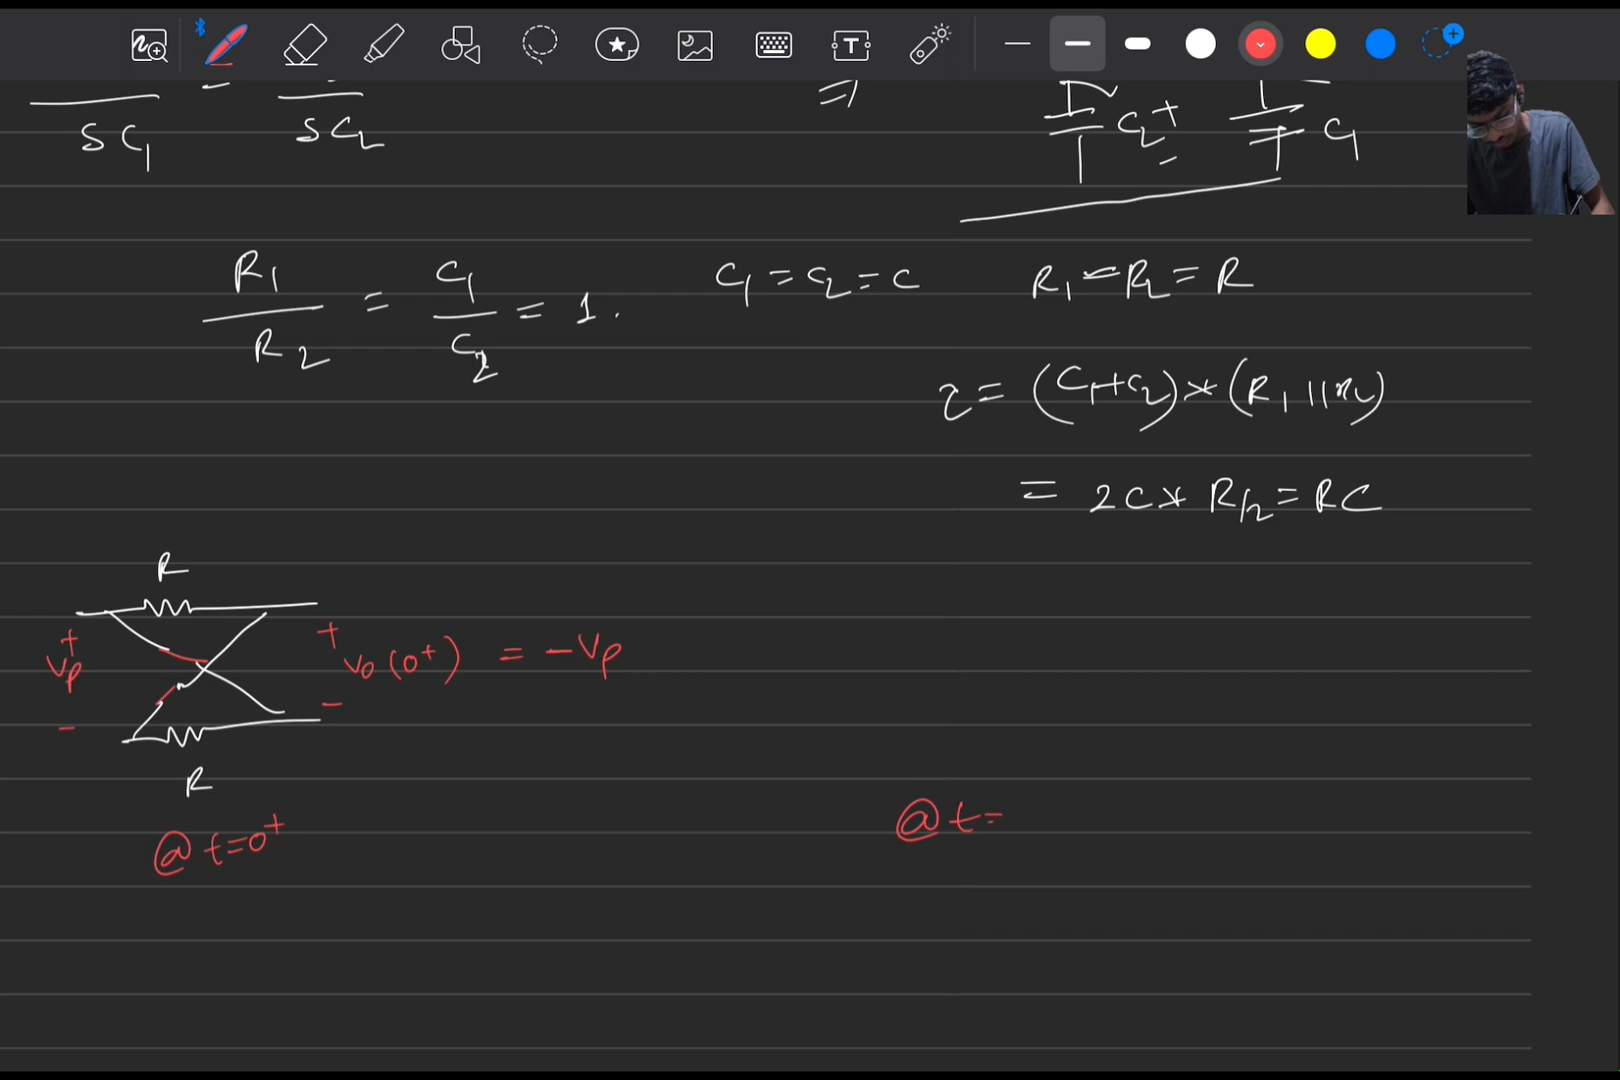 =>
SC1 SC2 C2 + C1
R1 / R2 = C1 / C2 = 1. C1 = C2 = C R1 = R2 = R
τ = (C1+C2) * (R1 || R2)
= 2C * R/2 = RC
R
+ Vp - + Vo(0+) - = -Vp
R
@ t=0+ @ t=
T